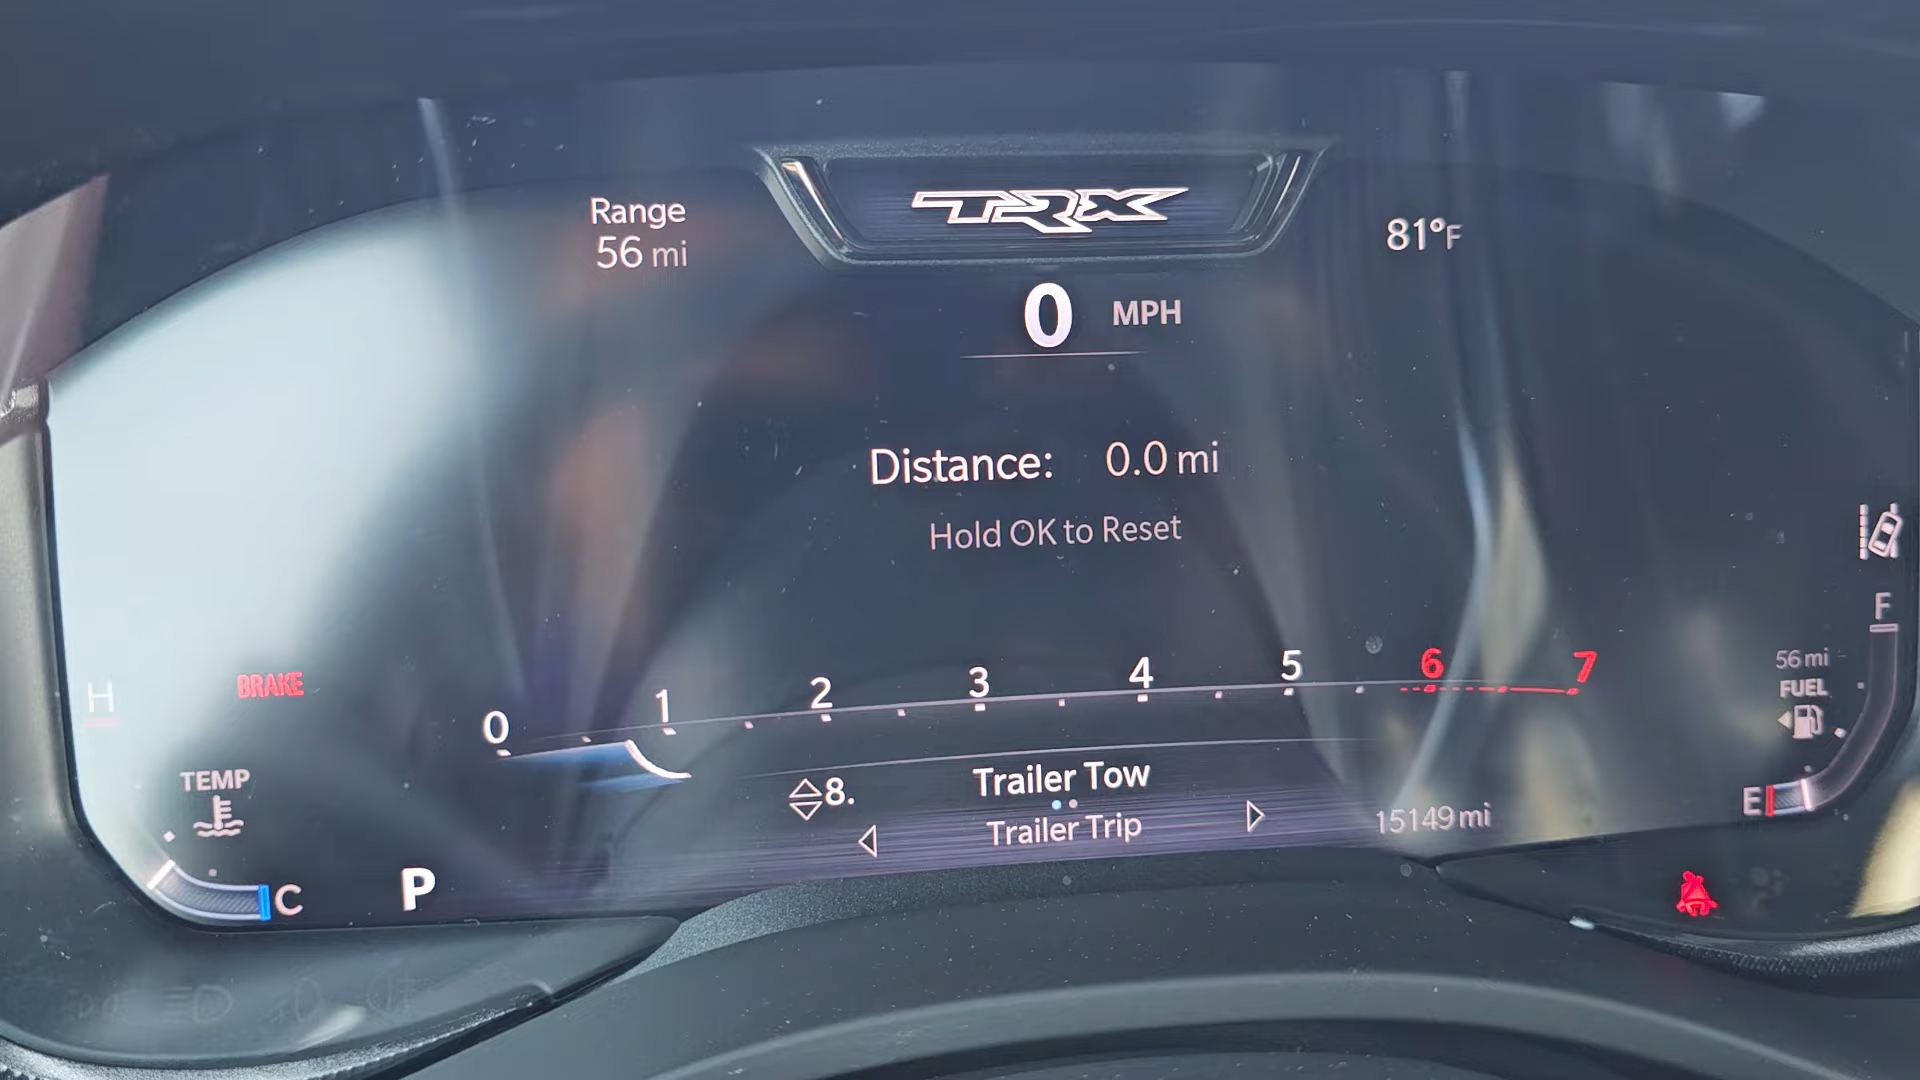 TRX
Range
56 mi
81°F
0 MPH
Distance: 0.0 mi
Hold OK to Reset
H
BRAKE
TEMP
C
P
0 1 2 3 4 5 6 7
8.
Trailer Tow
Trailer Trip
15149 mi
F
56 mi
FUEL
E